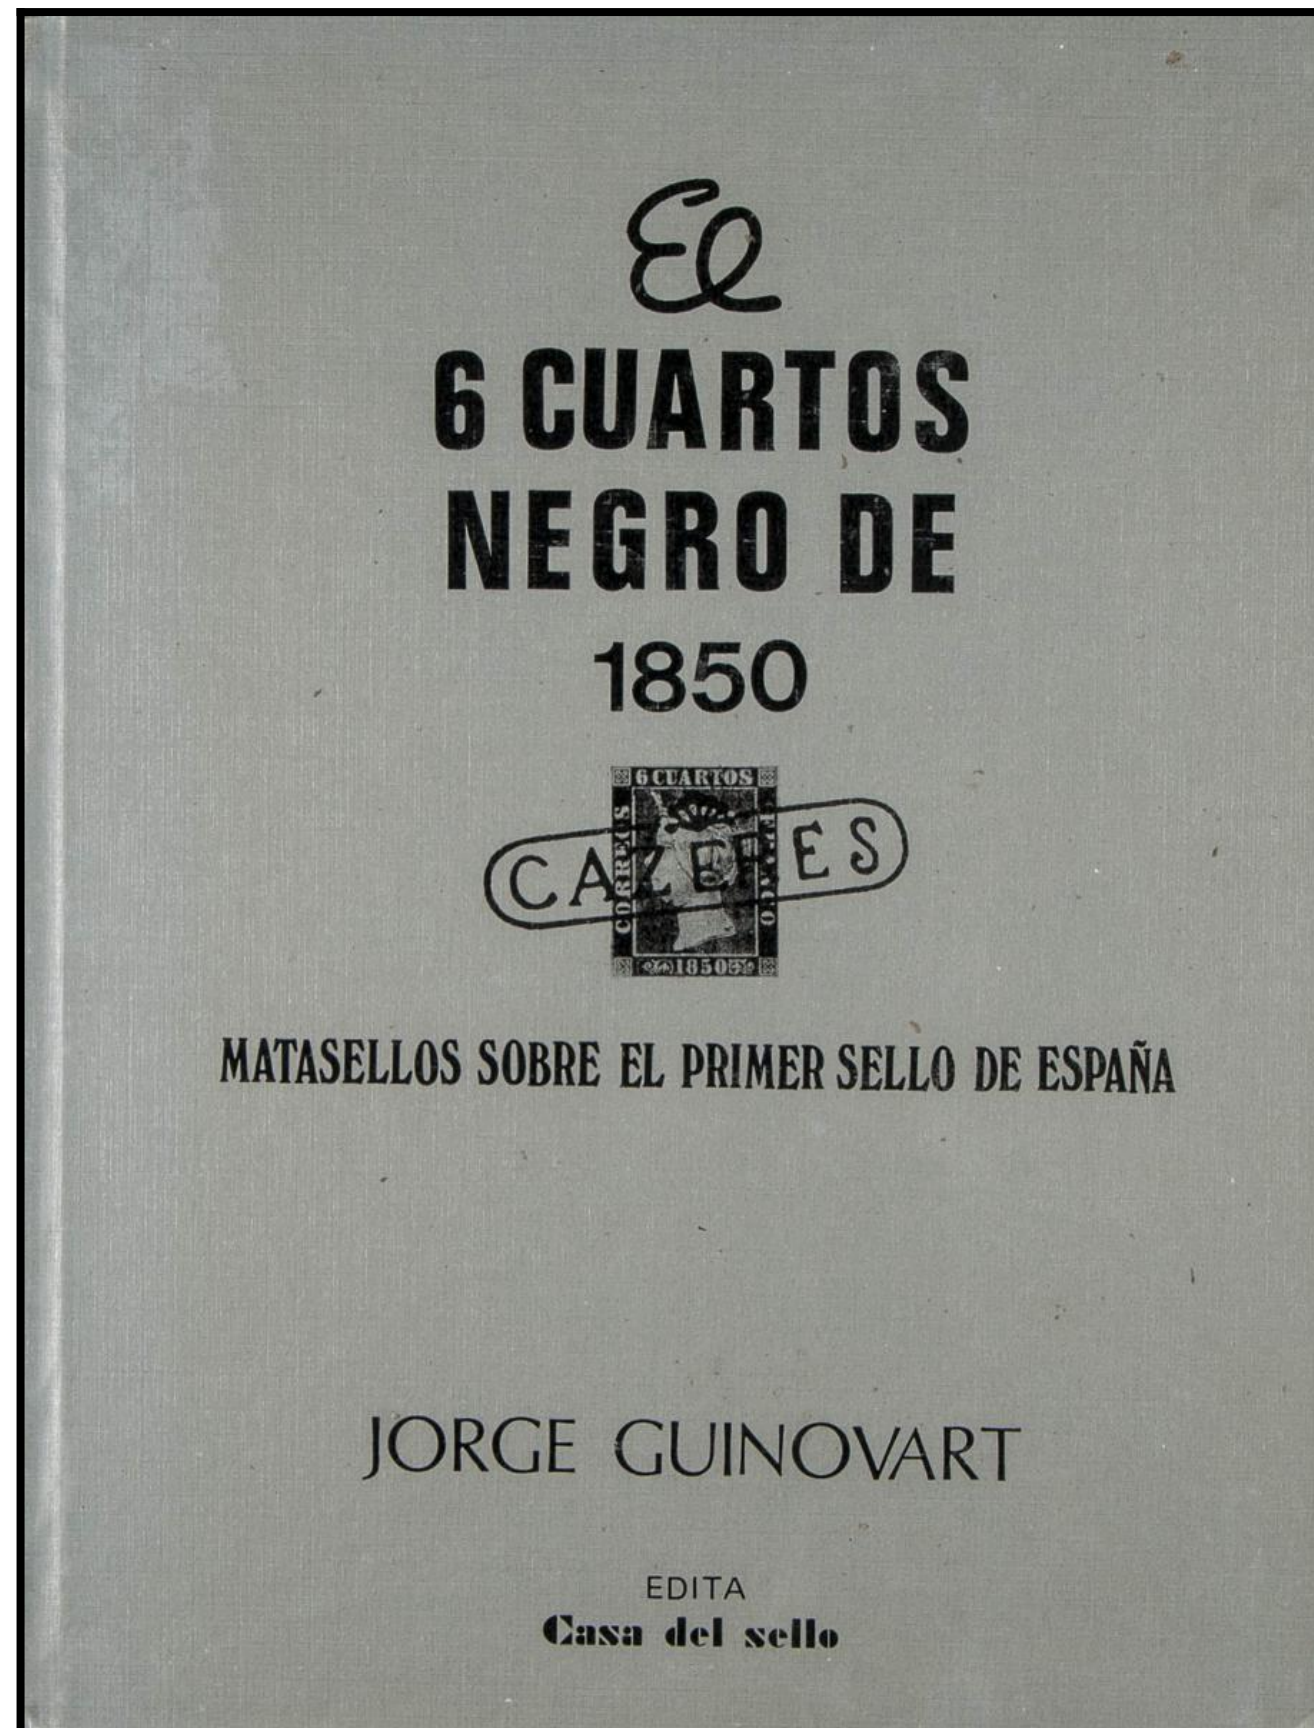 El
6 CUARTOS
NEGRO DE
1850
6 CUARTOS
CORREOS
FRANCO
CAZERES
1850
MATASELLOS SOBRE EL PRIMER SELLO DE ESPAÑA
JORGE GUINOVART
EDITA
Casa del sello